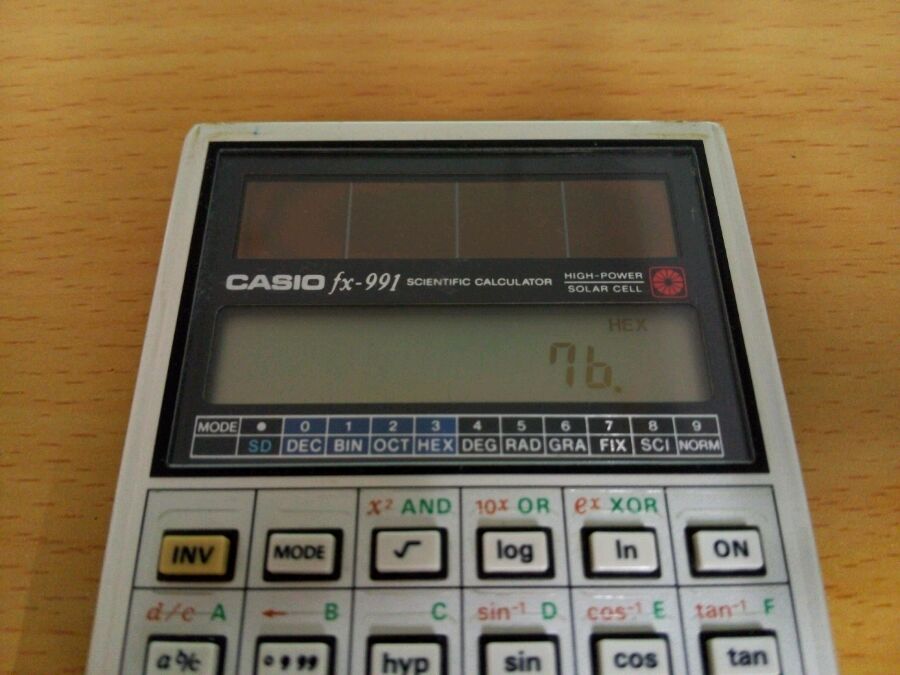 CASIO fx-991 SCIENTIFIC CALCULATOR HIGH-POWER
SOLAR CELL
HEX
7b.
MODE • 0 1 2 3 4 5 6 7 8 9
SD DEC BIN OCT HEX DEG RAD GRA FIX SCI NORM
x² AND 10ˣ OR eˣ XOR
INV MODE √ log ln ON
d/c A ← B C sin⁻¹ D cos⁻¹ E tan⁻¹ F
a b/c ° ’ ” hyp sin cos tan